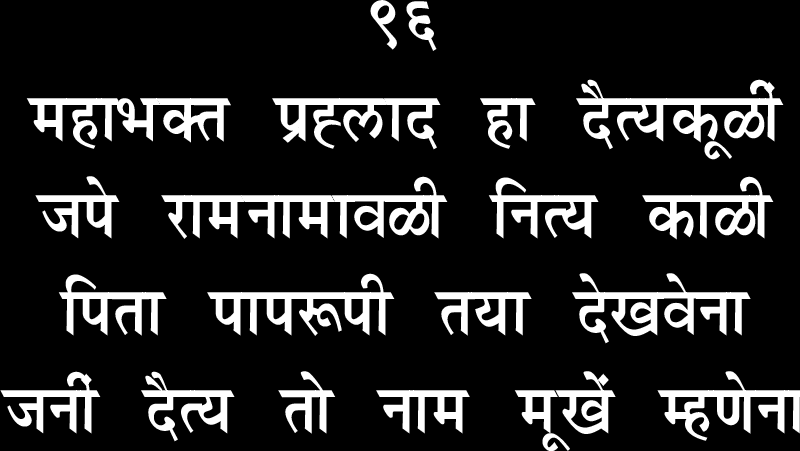 ९६
महाभक्त प्रह्लाद हा दैत्यकूळीं
जपे रामनामावळी नित्य काळी
पिता पापरूपी तया देखवेना
जनीं दैत्य तो नाम मूखें म्हणेना